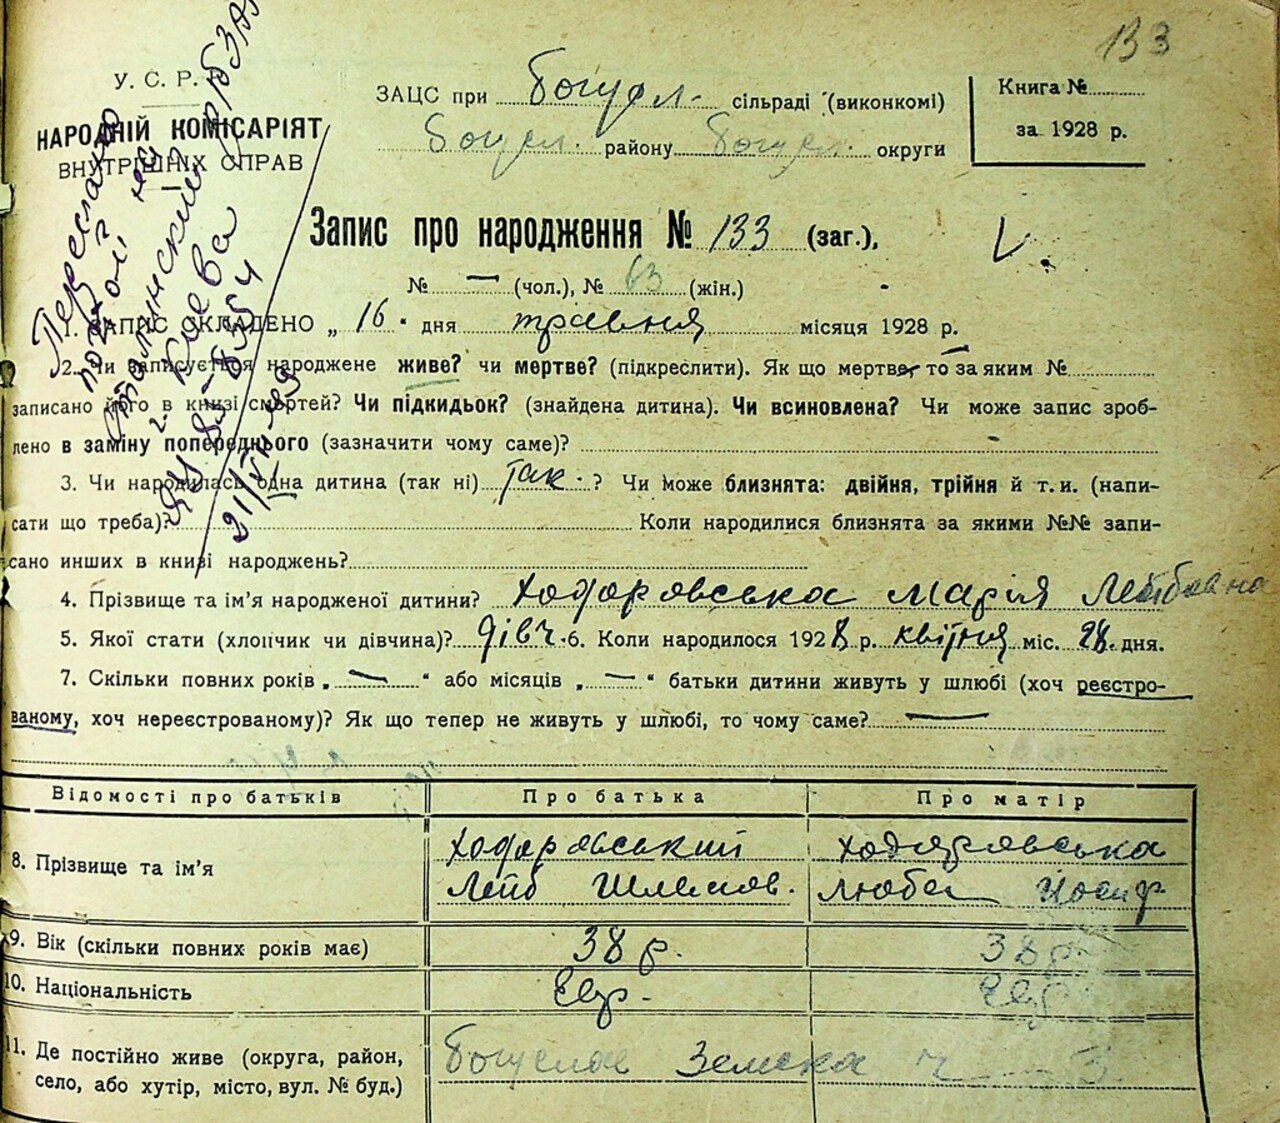 133
У. С. Р. Р.
НАРОДНІЙ КОМІСАРІЯТ
ВНУТРІШНІХ СПРАВ
ЗАЦС при Богусл. сільраді (виконкомі)
Богусл. району Богусл. округи
Книга №
за 1928 р.
Запис про народження № 133 (заг.),
№ — (чол.), № 63 (жін.)
1. ЗАПИС СКЛАДЕНО „ 16 " дня травня місяця 1928 р.
2. Чи записується народжене живе? чи мертве? (підкреслити). Як що мертве, то за яким №
записано його в книзі смертей? Чи підкидьок? (знайдена дитина). Чи всиновлена? Чи може запис зроб-
лено в заміну попереднього (зазначити чому саме)?
3. Чи народилась одна дитина (так ні) так. ? Чи може близнята: двійня, трійня й т. и. (напи-
сати що треба)? Коли народилися близнята за якими №№ запи-
сано инших в книзі народжень?
4. Прізвище та ім'я народженої дитини? Ходоровська Марія Лейбовна
5. Якої стати (хлопчик чи дівчина)? дівч. 6. Коли народилося 1928 р. квітня міс. 28. дня.
7. Скільки повних років „ — " або місяців „ — " батьки дитини живуть у шлюбі (хоч реєстро-
ваному, хоч нереєстрованому)? Як що тепер не живуть у шлюбі, то чому саме? —
Відомості про батьків Про батька Про матір
8. Прізвище та ім'я Ходоровський Лейб Шлемов. Ходоровська Люба Йосиф
9. Вік (скільки повних років має) 38 р. 38 р.
10. Національність Євр. Євр.
11. Де постійно живе (округа, район,
село, або хутір, місто, вул. № буд.) Богуслав Земска ч 3
Переслано